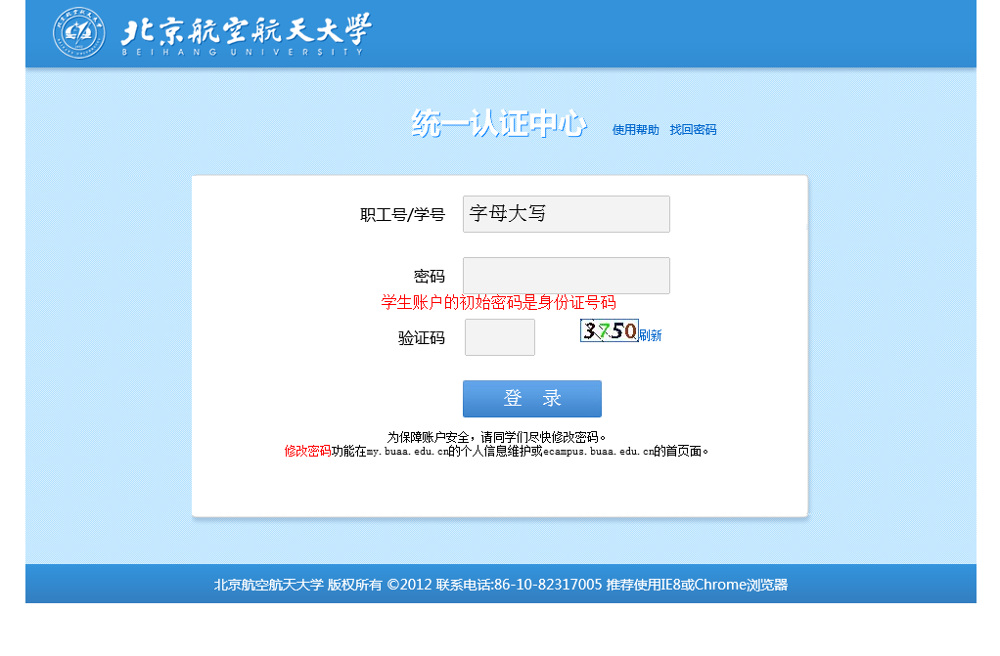 北京航空航天大學
BEIHANG UNIVERSITY
统一认证中心 使用帮助 找回密码
职工号/学号 字母大写
密码
学生账户的初始密码是身份证号码
验证码 3750 刷新
登 录
为保障账户安全，请同学们尽快修改密码。
修改密码功能在my.buaa.edu.cn的个人信息维护或ecampus.buaa.edu.cn的首页面。
北京航空航天大学 版权所有 ©2012 联系电话:86-10-82317005 推荐使用IE8或Chrome浏览器